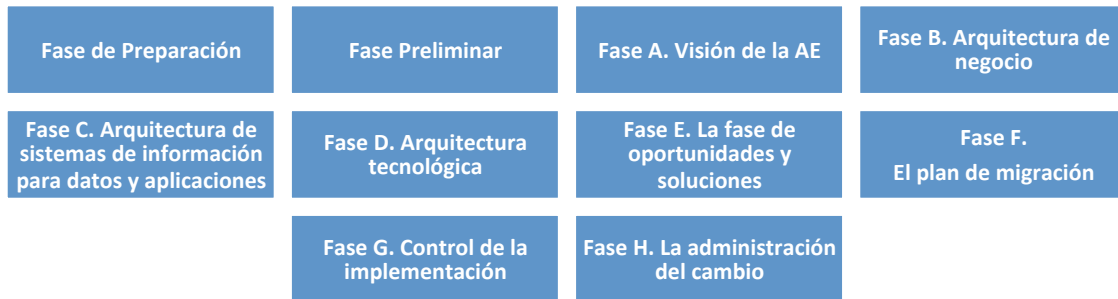 Fase de Preparación
Fase Preliminar
Fase A. Visión de la AE
Fase B. Arquitectura de
negocio
Fase C. Arquitectura de
sistemas de información
para datos y aplicaciones
Fase D. Arquitectura
tecnológica
Fase E. La fase de
oportunidades y
soluciones
Fase F.
El plan de migración
Fase G. Control de la
implementación
Fase H. La administración
del cambio